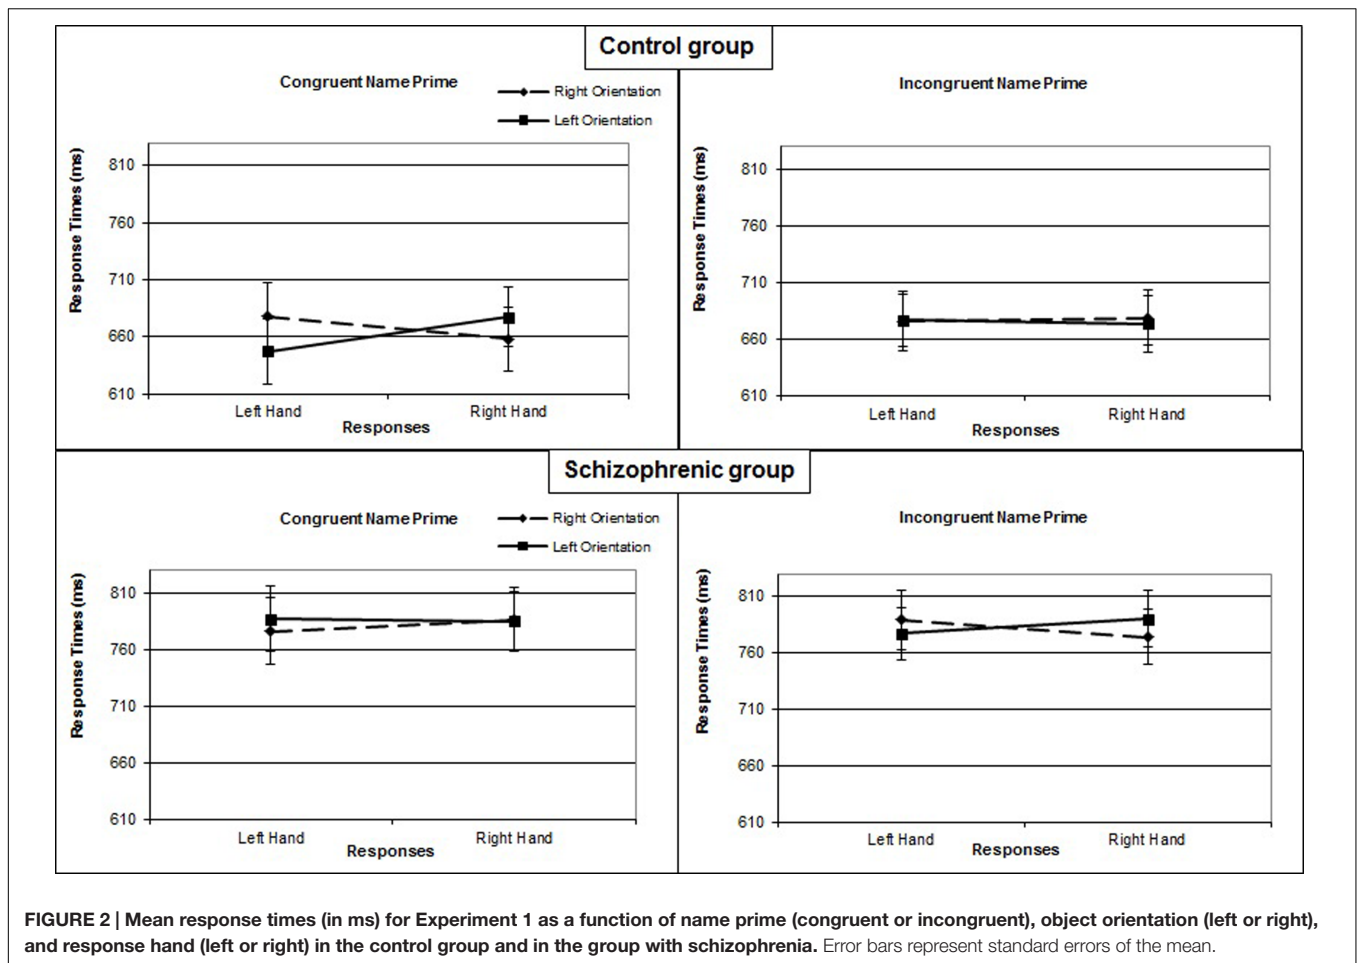 Control group
Congruent Name Prime
Right Orientation
Left Orientation
Response Times (ms)
810
760
710
660
610
Left Hand
Right Hand
Responses
Incongruent Name Prime
Response Times (ms)
810
760
710
660
610
Left Hand
Right Hand
Responses
Schizophrenic group
Congruent Name Prime
Right Orientation
Left Orientation
Response Times (ms)
810
760
710
660
610
Left Hand
Right Hand
Responses
Incongruent Name Prime
Response Times (ms)
810
760
710
660
610
Left Hand
Right Hand
Responses
FIGURE 2 | Mean response times (in ms) for Experiment 1 as a function of name prime (congruent or incongruent), object orientation (left or right),
and response hand (left or right) in the control group and in the group with schizophrenia. Error bars represent standard errors of the mean.